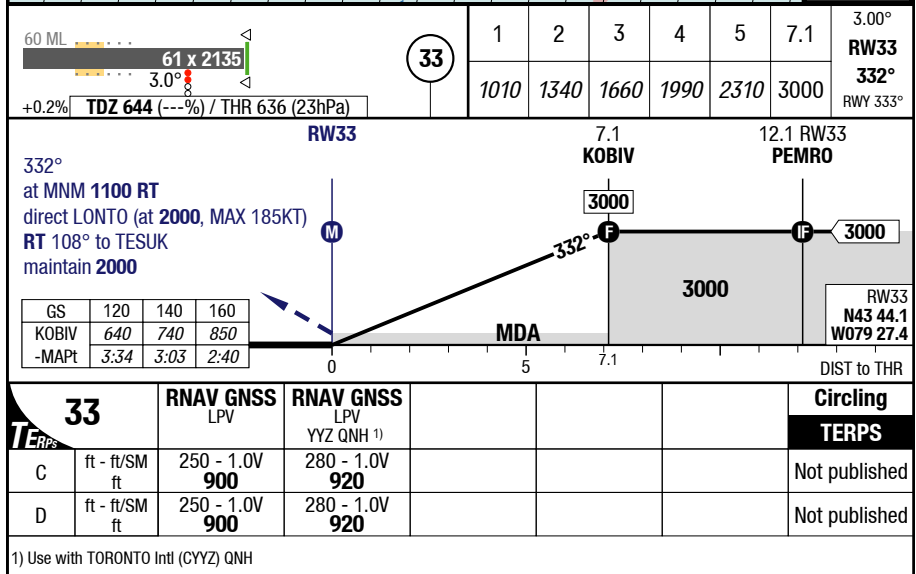 60 ML
61 x 2135
3.0°
+0.2%
TDZ 644 (---%) / THR 636 (23hPa)
33
1 2 3 4 5 7.1
1010 1340 1660 1990 2310 3000
3.00°
RW33
332°
RWY 333°
RW33
7.1
KOBIV
12.1 RW33
PEMRO
332°
at MNM 1100 RT
direct LONTO (at 2000, MAX 185KT)
RT 108° to TESUK
maintain 2000
M
3000
332°
F
IF
3000
3000
RW33
N43 44.1
W079 27.4
GS 120 140 160
KOBIV 640 740 850
-MAPt 3:34 3:03 2:40
MDA
0 5 7.1
DIST to THR
TERPS
33
RNAV GNSS
LPV
RNAV GNSS
LPV
YYZ QNH 1)
Circling
TERPS
C
ft - ft/SM
ft
250 - 1.0V
900
280 - 1.0V
920
Not published
D
ft - ft/SM
ft
250 - 1.0V
900
280 - 1.0V
920
Not published
1) Use with TORONTO Intl (CYYZ) QNH